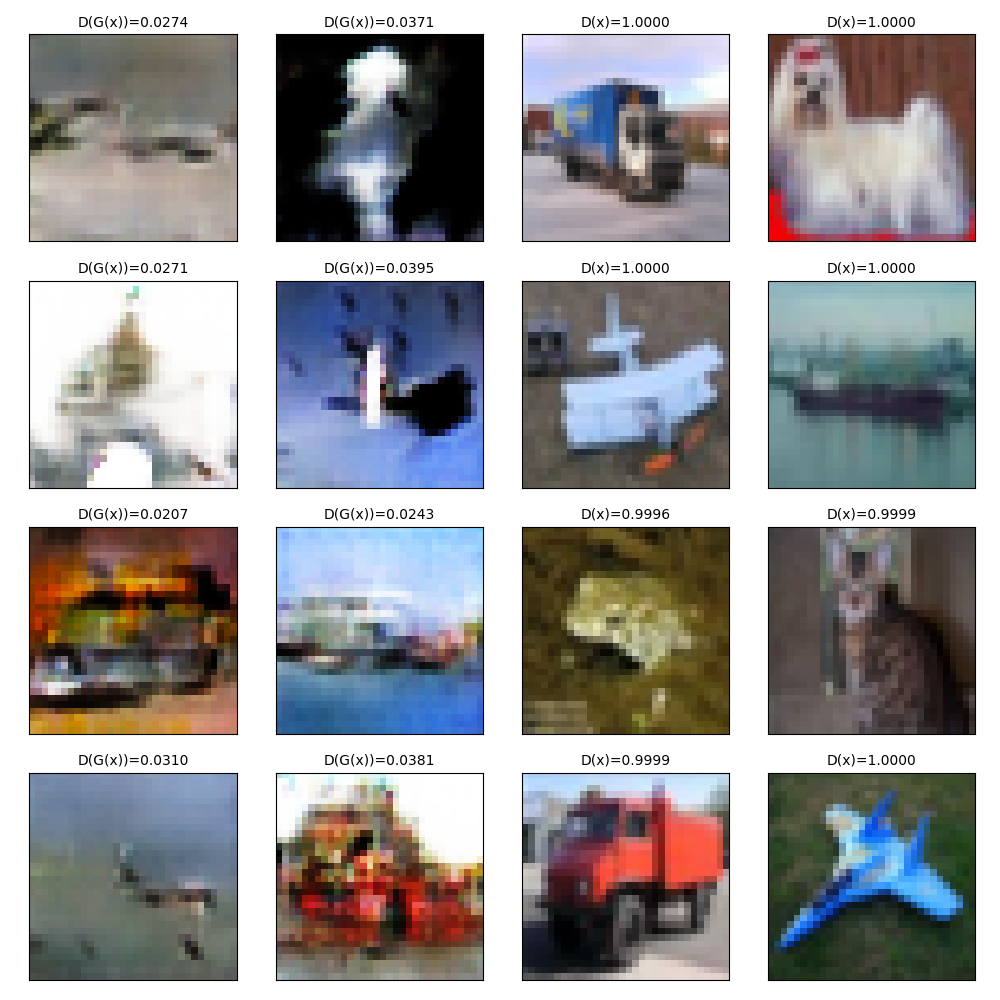 D(G(x))=0.0274 D(G(x))=0.0371 D(x)=1.0000 D(x)=1.0000
D(G(x))=0.0271 D(G(x))=0.0395 D(x)=1.0000 D(x)=1.0000
D(G(x))=0.0207 D(G(x))=0.0243 D(x)=0.9996 D(x)=0.9999
D(G(x))=0.0310 D(G(x))=0.0381 D(x)=0.9999 D(x)=1.0000